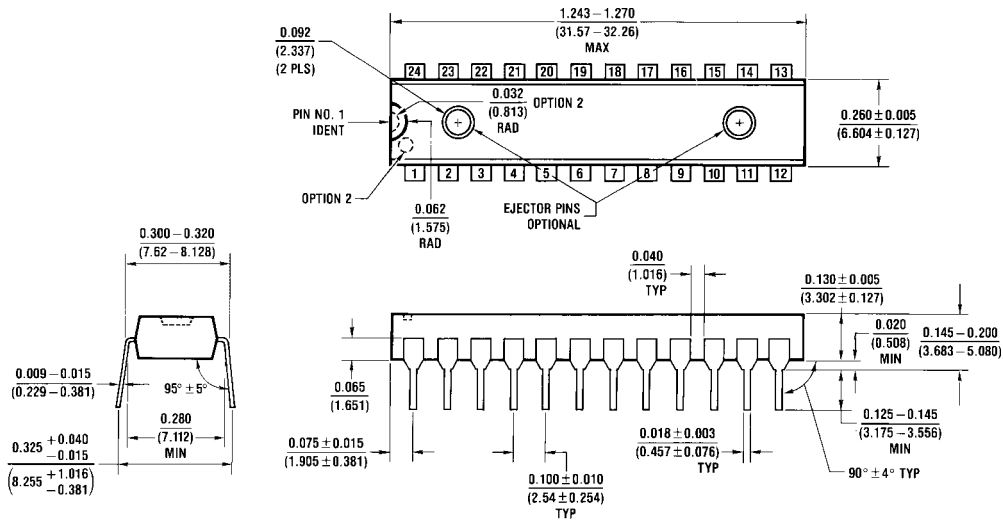 1.243 – 1.270
(31.57 – 32.26)
MAX
0.092
(2.337)
(2 PLS)
24 23 22 21 20 19 18 17 16 15 14 13
0.032
(0.813)
RAD
OPTION 2
PIN NO. 1
IDENT
0.260 ± 0.005
(6.604 ± 0.127)
1 2 3 4 5 6 7 8 9 10 11 12
OPTION 2
0.062
(1.575)
RAD
EJECTOR PINS
OPTIONAL
0.300 – 0.320
(7.62 – 8.128)
0.040
(1.016)
TYP
0.130 ± 0.005
(3.302 ± 0.127)
0.020
(0.508)
MIN
0.145 – 0.200
(3.683 – 5.080)
0.009 – 0.015
(0.229 – 0.381)
95° ± 5°
0.280
(7.112)
MIN
0.065
(1.651)
0.125 – 0.145
(3.175 – 3.556)
0.325 +0.040 −0.015
(8.255 +1.016 −0.381)
0.075 ± 0.015
(1.905 ± 0.381)
0.100 ± 0.010
(2.54 ± 0.254)
TYP
0.018 ± 0.003
(0.457 ± 0.076)
TYP
90° ± 4° TYP